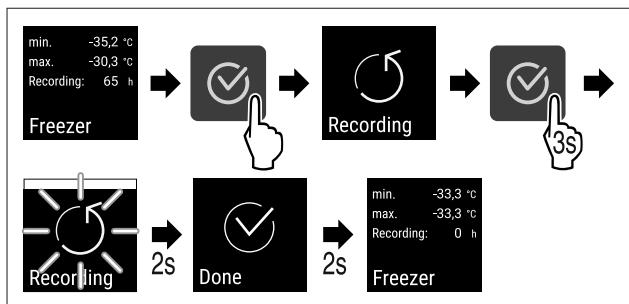 min. -35,2 °C
max. -30,3 °C
Recording: 65 h
Freezer
Recording
3s
Recording
2s
Done
2s
min. -33,3 °C
max. -33,3 °C
Recording: 0 h
Freezer